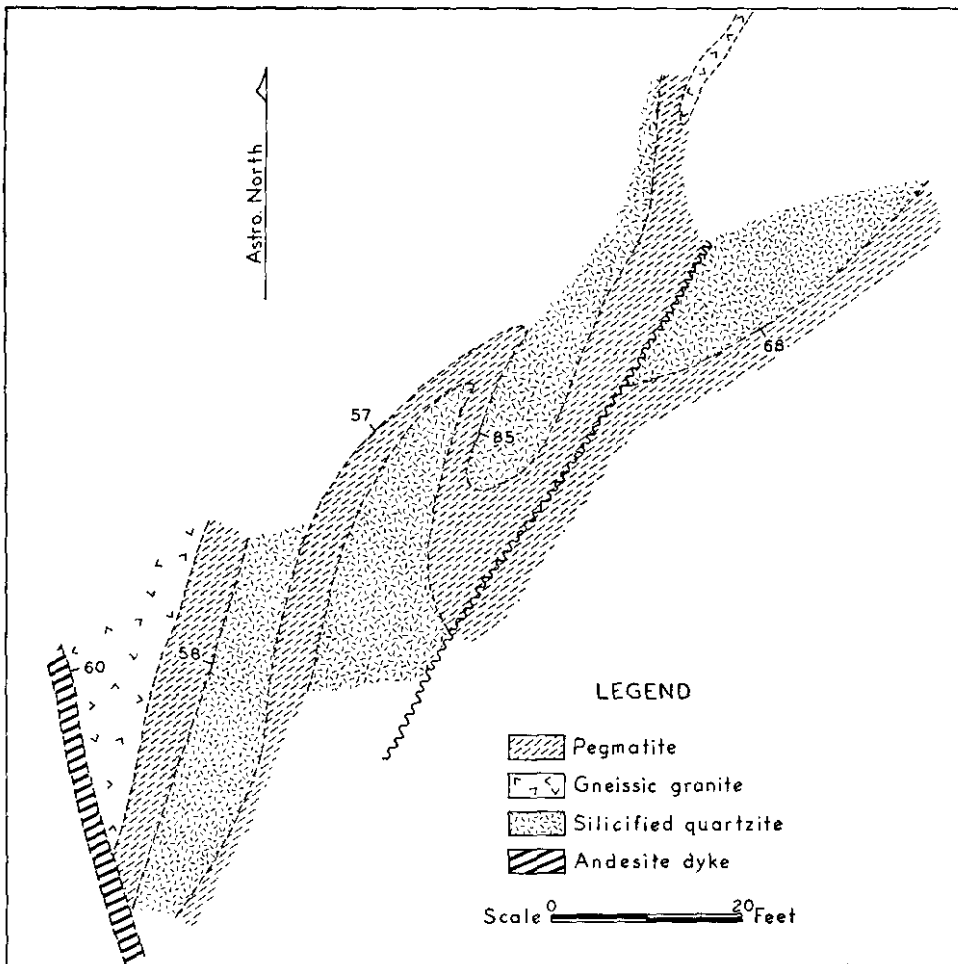 Astro. North
68
57
85
58
60
LEGEND
Pegmatite
Gneissic granite
Silicified quartzite
Andesite dyke
Scale 0 20 Feet